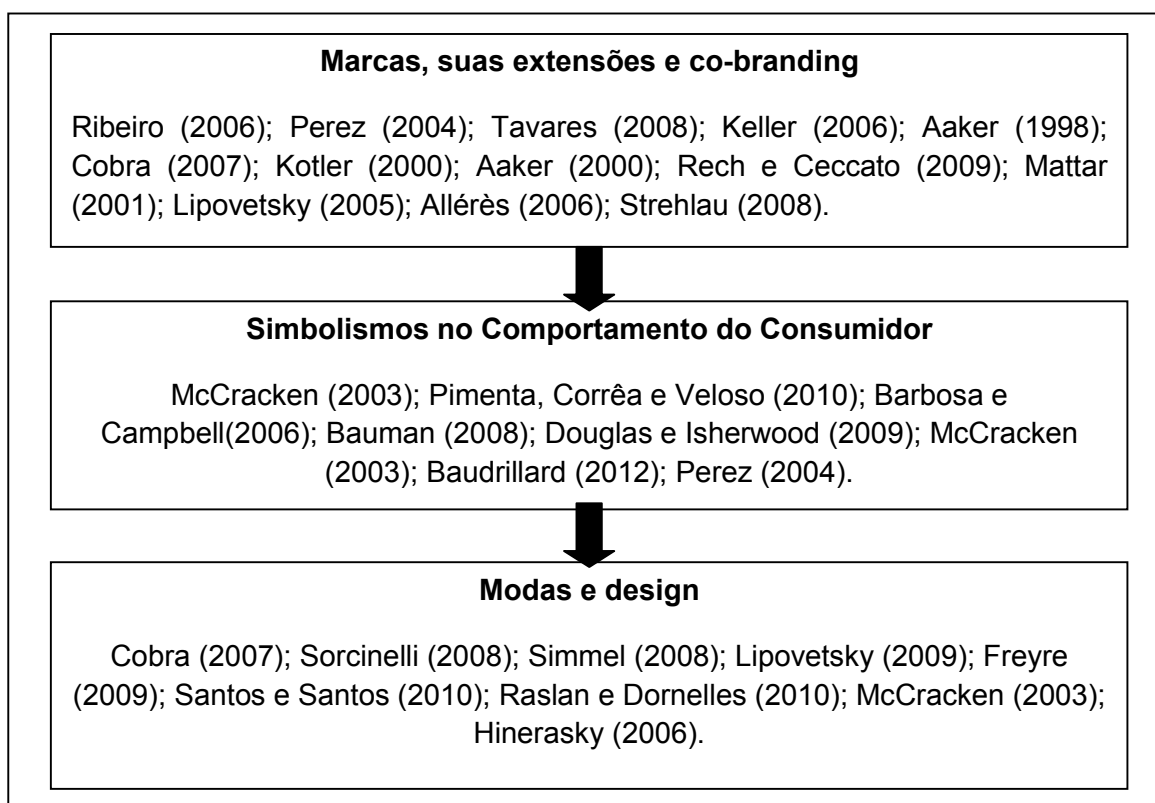 Marcas, suas extensões e co-branding
Ribeiro (2006); Perez (2004); Tavares (2008); Keller (2006); Aaker (1998);
Cobra (2007); Kotler (2000); Aaker (2000); Rech e Ceccato (2009); Mattar
(2001); Lipovetsky (2005); Allérès (2006); Strehlau (2008).
Simbolismos no Comportamento do Consumidor
McCracken (2003); Pimenta, Corrêa e Veloso (2010); Barbosa e
Campbell(2006); Bauman (2008); Douglas e Isherwood (2009); McCracken
(2003); Baudrillard (2012); Perez (2004).
Modas e design
Cobra (2007); Sorcinelli (2008); Simmel (2008); Lipovetsky (2009); Freyre
(2009); Santos e Santos (2010); Raslan e Dornelles (2010); McCracken (2003);
Hinerasky (2006).